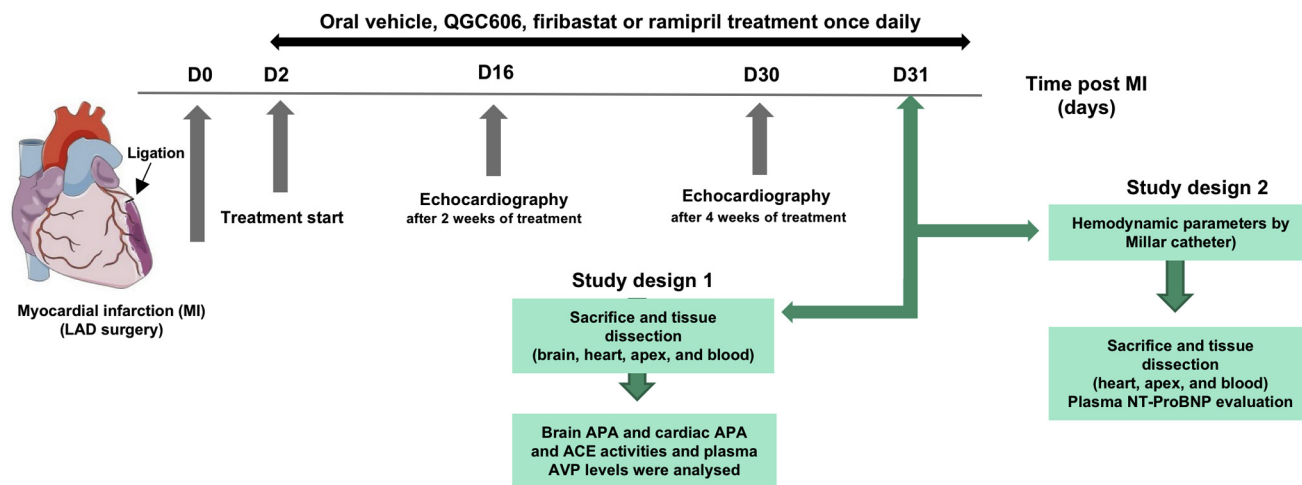 Oral vehicle, QGC606, firibastat or ramipril treatment once daily
D0
D2
D16
D30
D31
Time post MI
(days)
Ligation
Treatment start
Echocardiography
after 2 weeks of treatment
Echocardiography
after 4 weeks of treatment
Myocardial infarction (MI)
(LAD surgery)
Study design 1
Sacrifice and tissue
dissection
(brain, heart, apex, and blood)
Brain APA and cardiac APA
and ACE activities and plasma
AVP levels were analysed
Study design 2
Hemodynamic parameters by
Millar catheter)
Sacrifice and tissue
dissection
(heart, apex, and blood)
Plasma NT-ProBNP evaluation